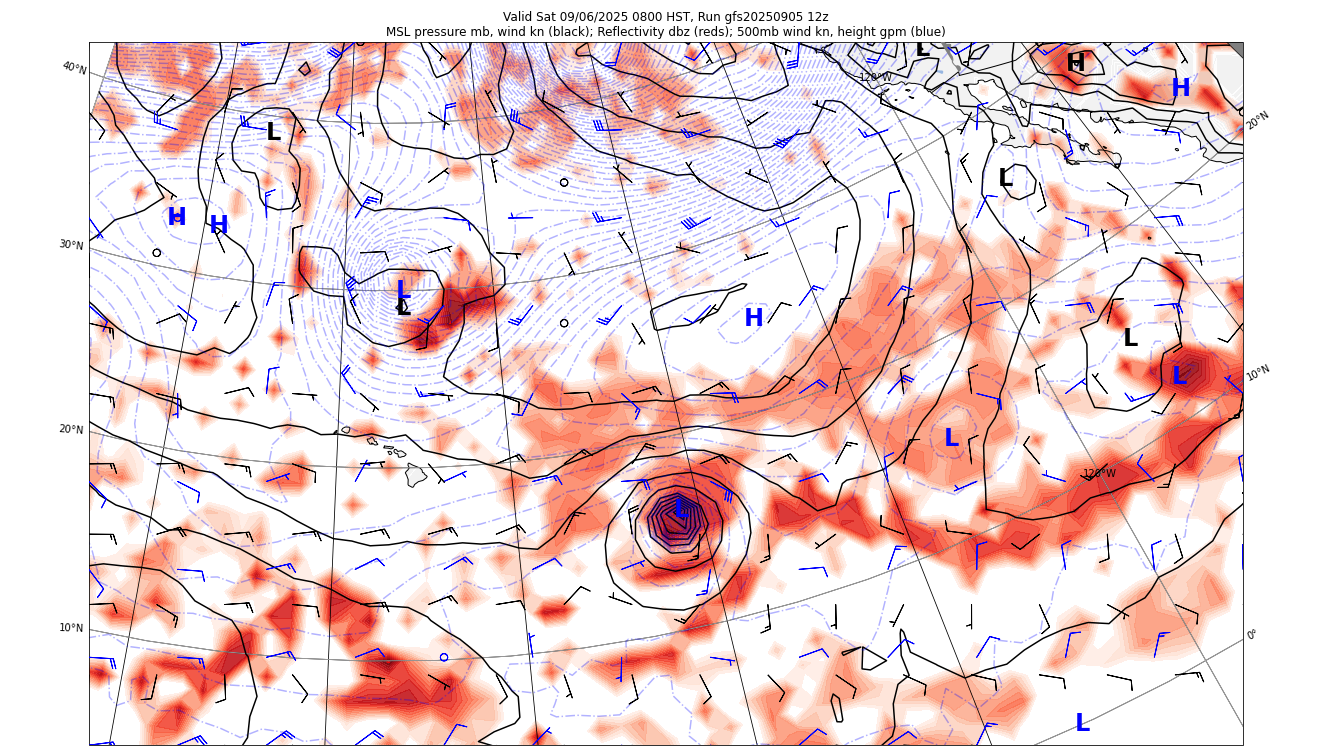 Valid Sat 09/06/2025 0800 HST, Run gfs20250905 12z
MSL pressure mb, wind kn (black); Reflectivity dbz (reds); 500mb wind kn, height gpm (blue)
L
H
40°N
120°W
H
20°N
L
L
H
H
30°N
L
L
H
L
L
10°N
20°N
L
120°W
L
10°N
0°
L